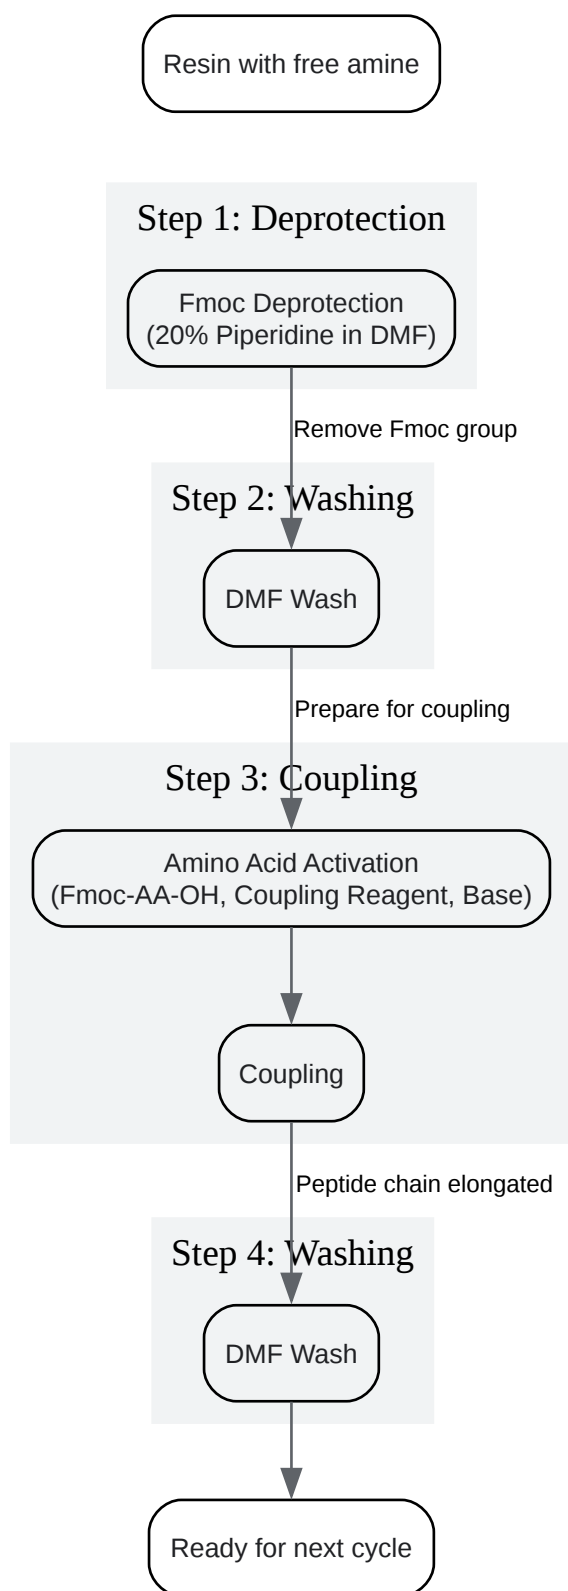 Resin with free amine
Step 1: Deprotection
Fmoc Deprotection
(20% Piperidine in DMF)
Remove Fmoc group
Step 2: Washing
DMF Wash
Prepare for coupling
Step 3: Coupling
Amino Acid Activation
(Fmoc-AA-OH, Coupling Reagent, Base)
Coupling
Peptide chain elongated
Step 4: Washing
DMF Wash
Ready for next cycle